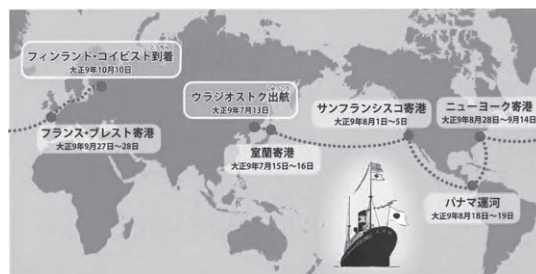 フィンランド・コイビスト到着
大正9年10月10日
ウラジオストク出航
大正9年7月13日
サンフランシスコ寄港
大正9年8月1日~5日
ニューヨーク寄港
大正9年8月28日~9月14日
フランス・ブレスト寄港
大正9年9月27日~28日
室蘭寄港
大正9年7月15日~16日
パナマ運河
大正9年8月18日~19日